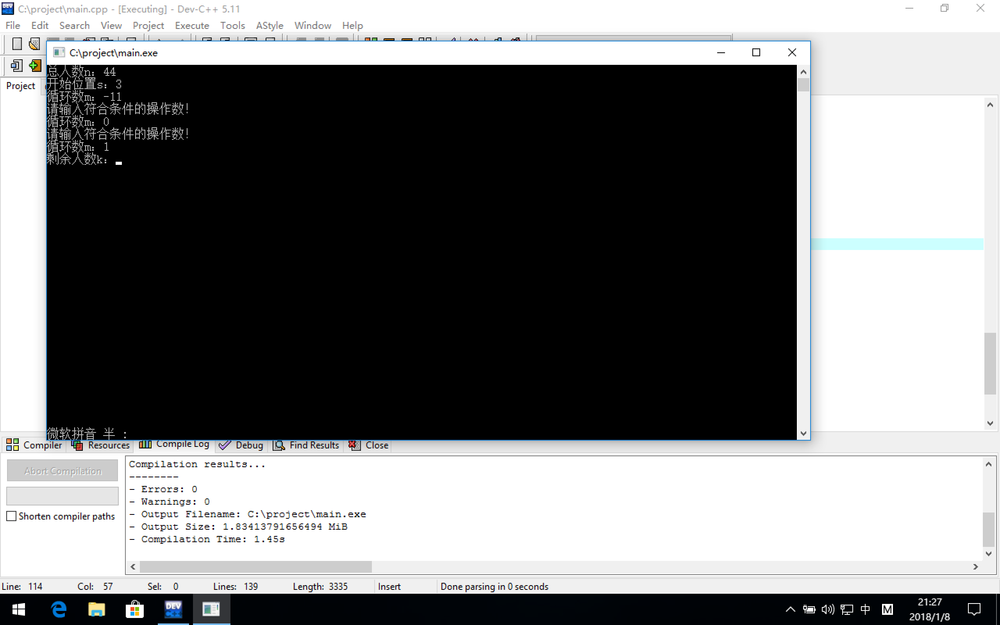 C:\project\main.cpp - [Executing] - Dev-C++ 5.11
File Edit Search View Project Execute Tools AStyle Window Help
C:\project\main.exe
总人数n: 44
开始位置s: 3
循环数m: -11
请输入符合条件的操作数!
循环数m: 0
请输入符合条件的操作数!
循环数m: 1
剩余人数k:
微软拼音 半 :
Project
Compiler Resources Compile Log Debug Find Results Close
Abort Compilation
Shorten compiler paths
Compilation results...
--------
- Errors: 0
- Warnings: 0
- Output Filename: C:\project\main.exe
- Output Size: 1.83413791656494 MiB
- Compilation Time: 1.45s
Line: 114 Col: 57 Sel: 0 Lines: 139 Length: 3335 Insert Done parsing in 0 seconds
DEV C++
中 M
21:27
2018/1/8